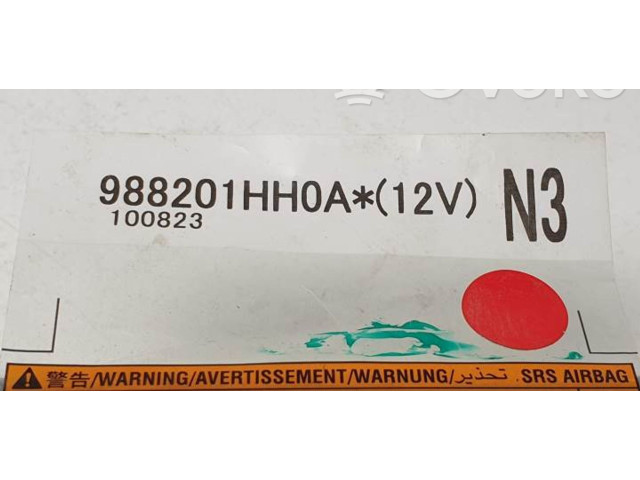 988201HH0A*(12V) N3
100823
警告/WARNING/AVERTISSEMENT/WARNUNG/تحذير. SRS AIRBAG